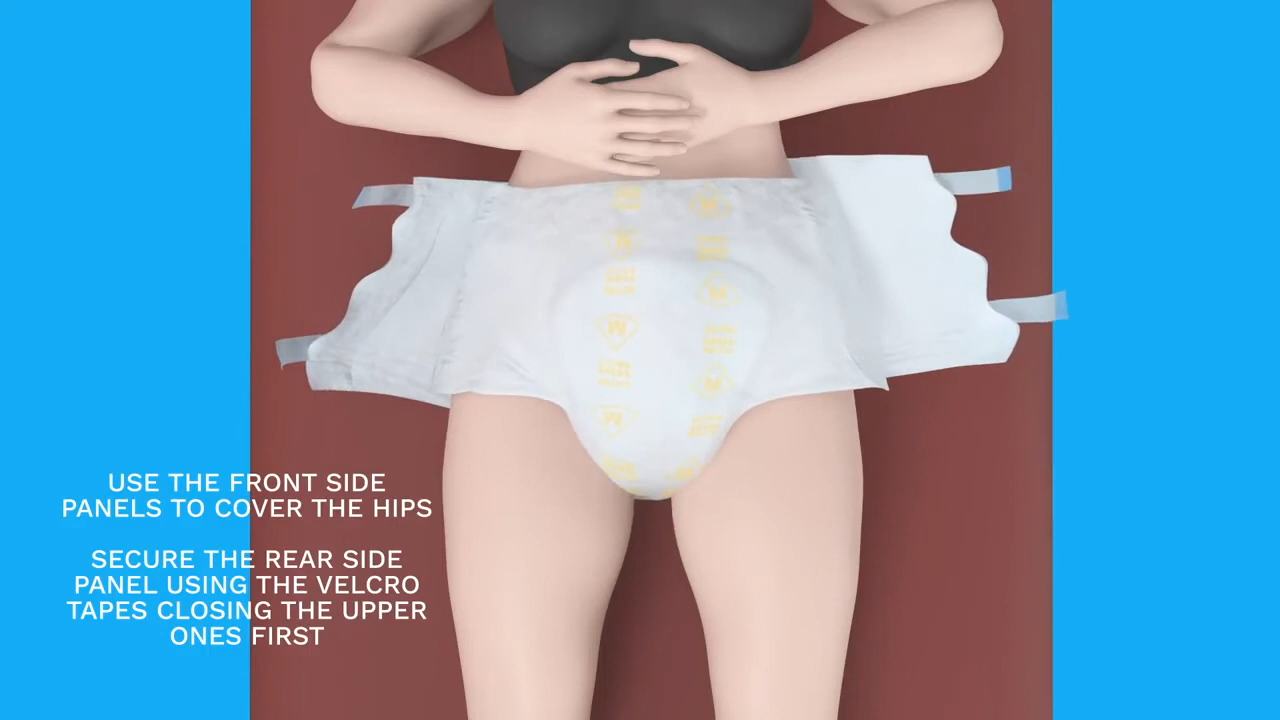 USE THE FRONT SIDE
PANELS TO COVER THE HIPS
SECURE THE REAR SIDE
PANEL USING THE VELCRO
TAPES CLOSING THE UPPER
ONES FIRST
M
M
M
M